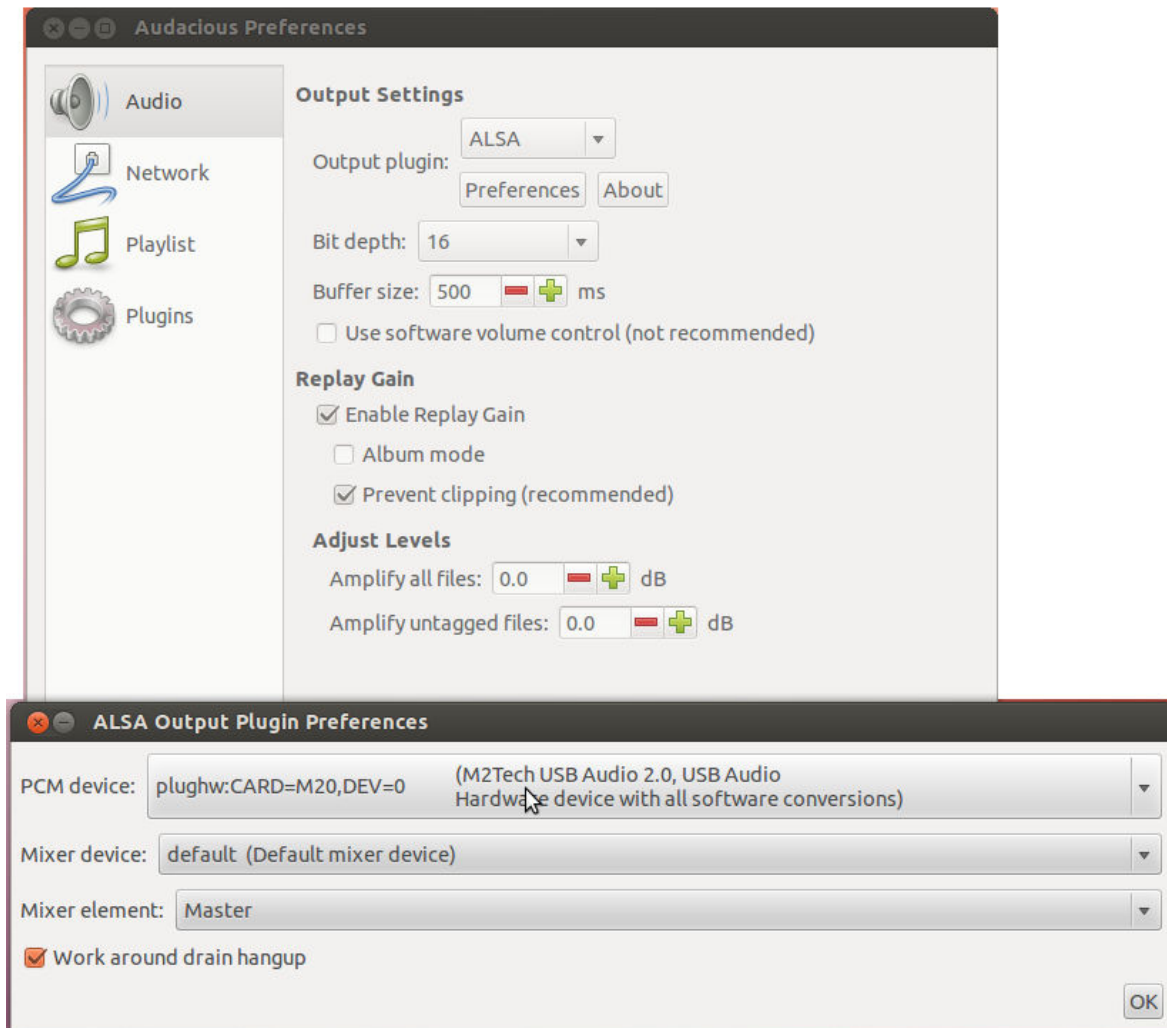 Audacious Preferences
Audio
Network
Playlist
Plugins
Output Settings
Output plugin: ALSA
Preferences About
Bit depth: 16
Buffer size: 500 ms
Use software volume control (not recommended)
Replay Gain
Enable Replay Gain
Album mode
Prevent clipping (recommended)
Adjust Levels
Amplify all files: 0.0 dB
Amplify untagged files: 0.0 dB
ALSA Output Plugin Preferences
PCM device: plughw:CARD=M20,DEV=0 (M2Tech USB Audio 2.0, USB Audio
Hardware device with all software conversions)
Mixer device: default (Default mixer device)
Mixer element: Master
Work around drain hangup
OK